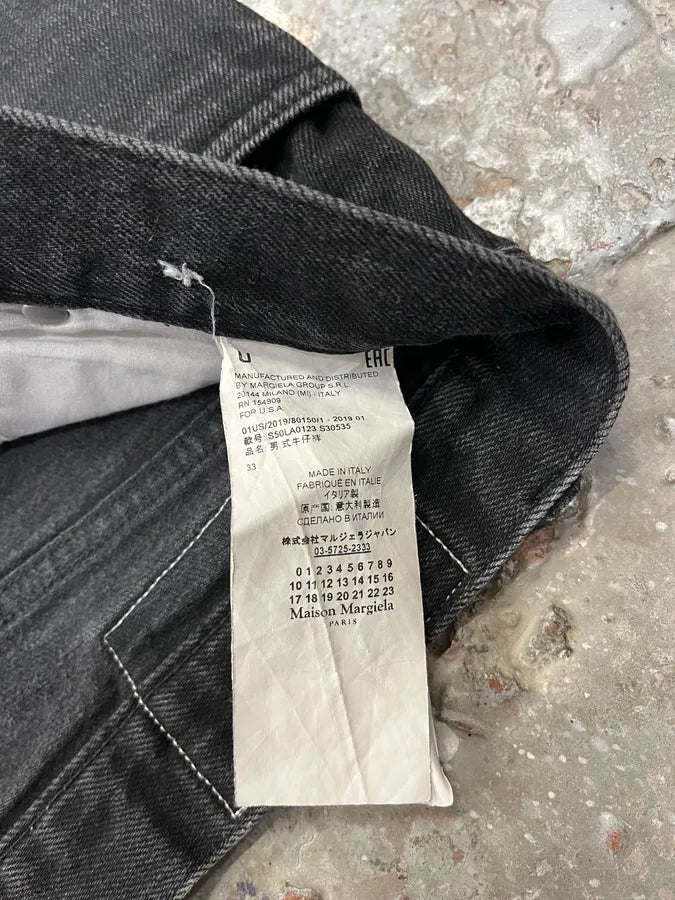 EAC
MANUFACTURED AND DISTRIBUTED
BY MARGIELA GROUP S.R.L
20144 MILANO (MI) - ITALY
RN 154909
FOR U.S.A
01US/2019/80150/1 - 2019 01
款号: S50LA0123 S30535
品名: 男式牛仔裤
33
MADE IN ITALY
FABRIQUÉ EN ITALIE
イタリア製
原产国: 意大利製造
СДЕЛАНО В ИТАЛИИ
株式会社マルジェラジャパン
03-5725-2333
0 1 2 3 4 5 6 7 8 9
10 11 12 13 14 15 16
17 18 19 20 21 22 23
Maison Margiela
PARIS